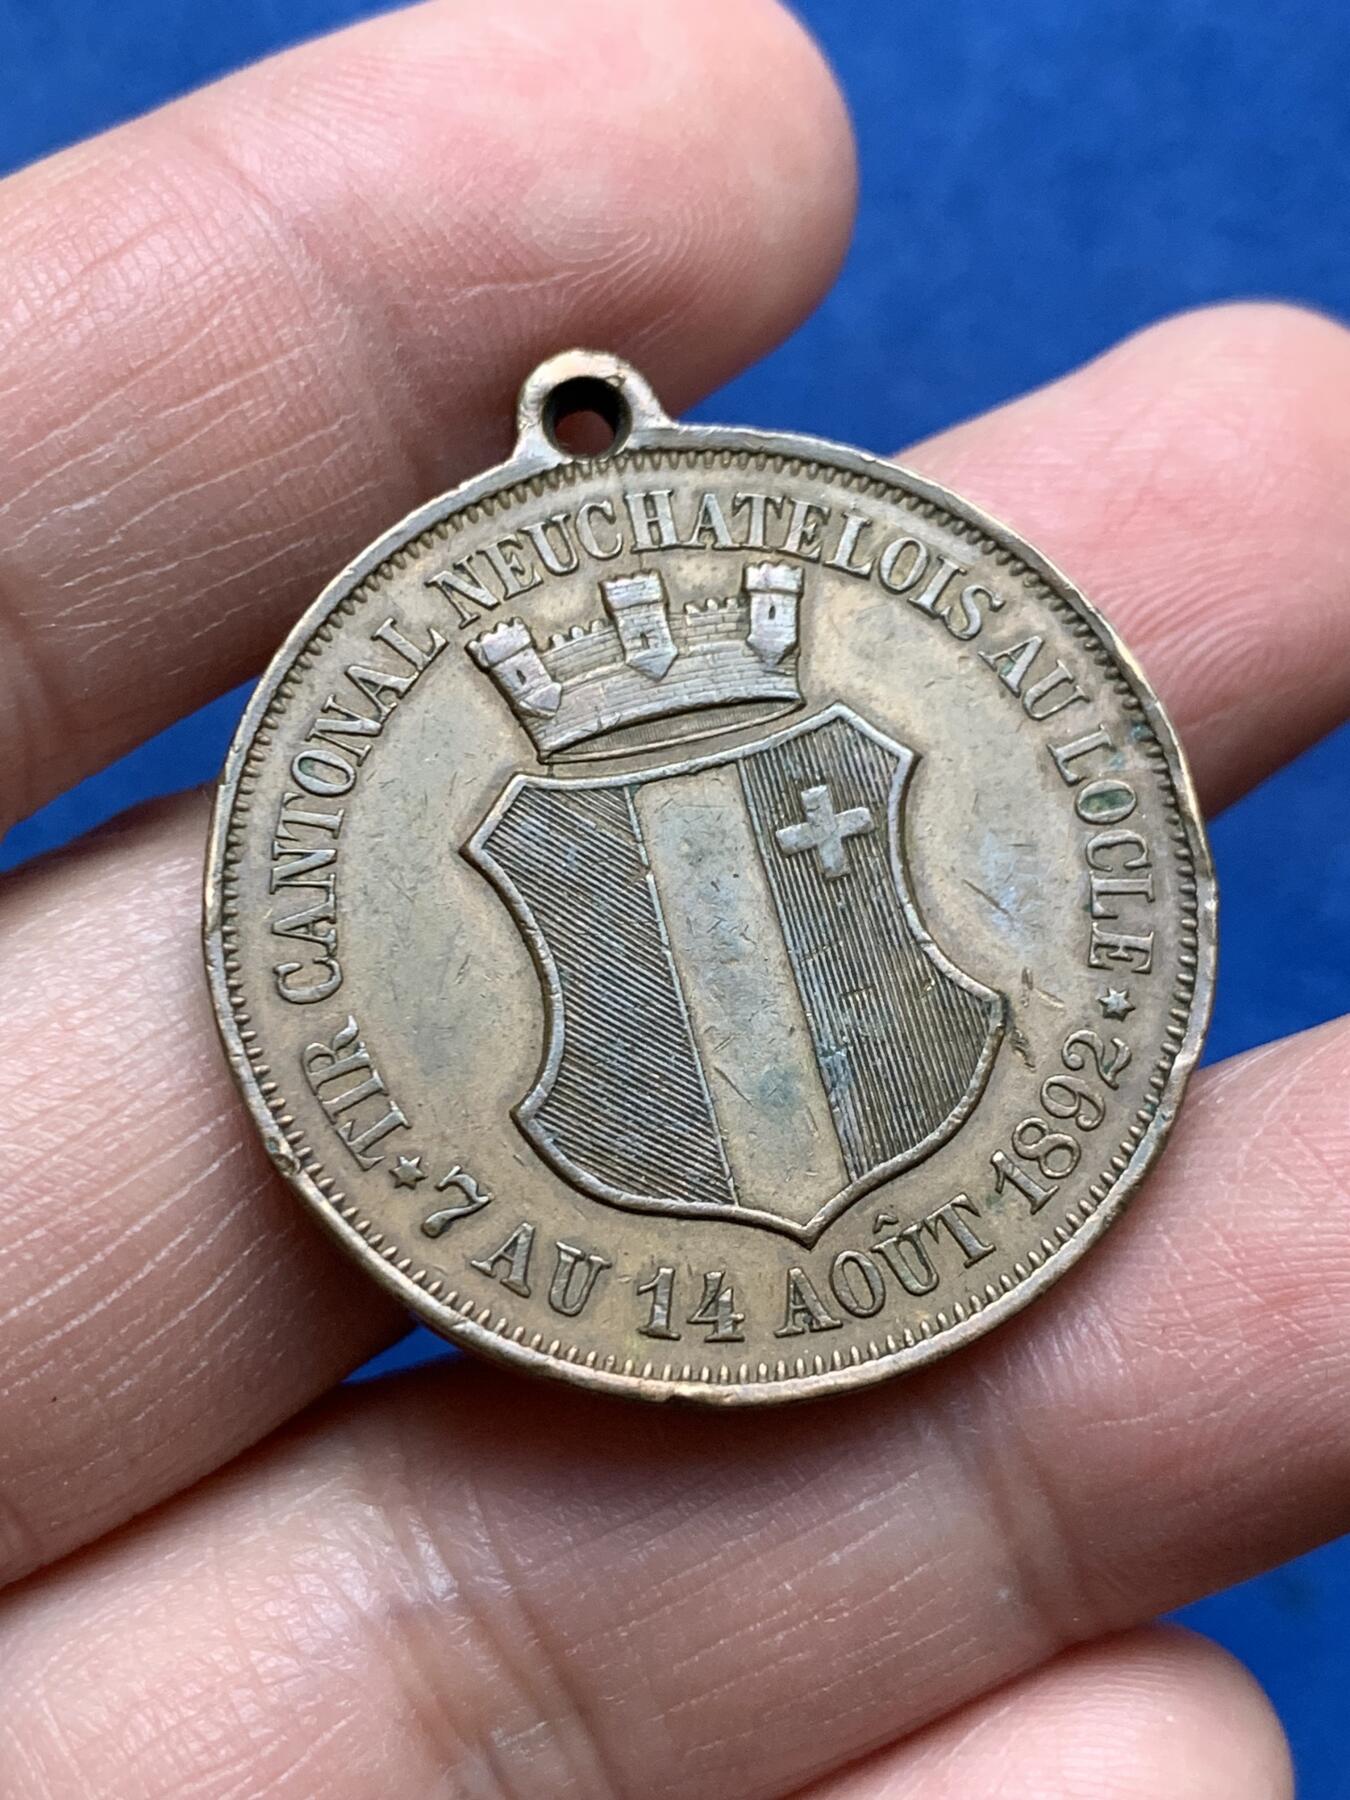 TIR CANTONAL NEUCHATELOIS AU LOCLE
★ 7 AU 14 AOÛT 1892 ★